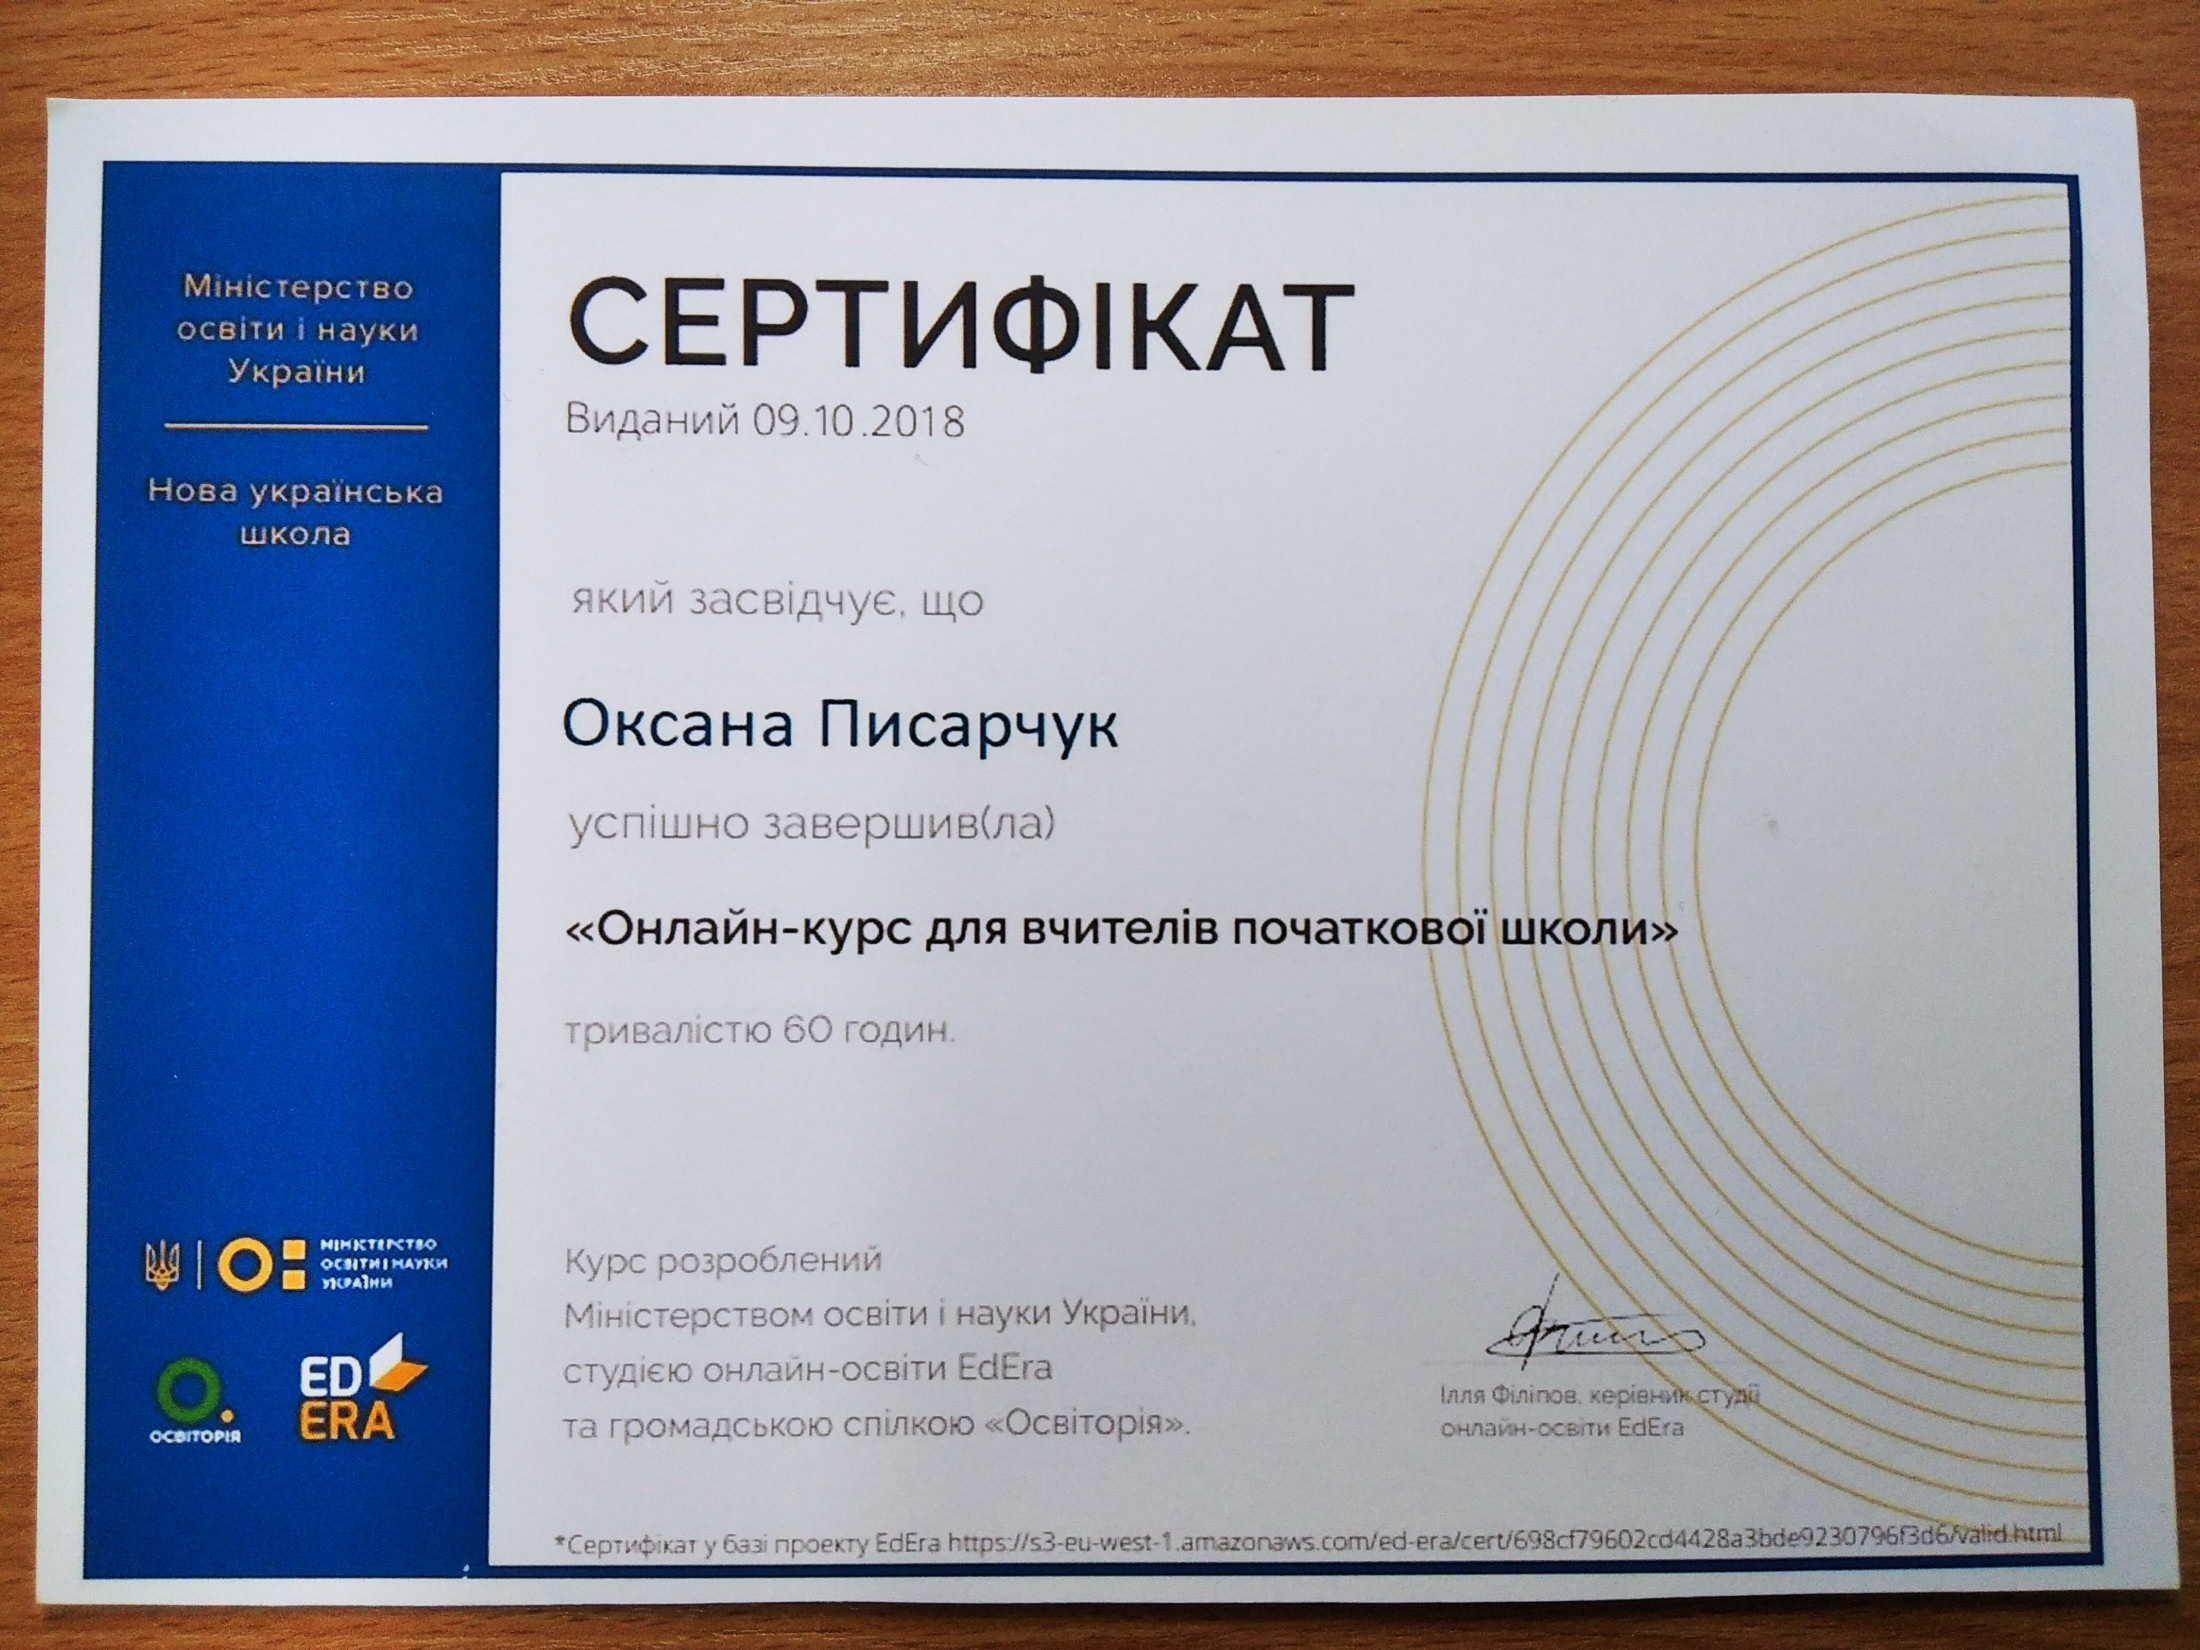 Міністерство
освіти і науки
України
Нова українська
школа
СЕРТИФІКАТ
Виданий 09.10.2018
який засвідчує, що
Оксана Писарчук
успішно завершив(ла)
«Онлайн-курс для вчителів початкової школи»
тривалістю 60 годин.
МІНІСТЕРСТВО
ОСВІТИ І НАУКИ
УКРАЇНИ
ОСВІТОРІЯ
ED
ERA
Курс розроблений
Міністерством освіти і науки України,
студією онлайн-освіти EdEra
та громадською спілкою «Освіторія».
Ілля Філіпов, керівник студії
онлайн-освіти EdEra
*Сертифікат у базі проекту EdEra https://s3-eu-west-1.amazonaws.com/ed-era/cert/698cf79602cd4428a3bde9230796f3d6/valid.html